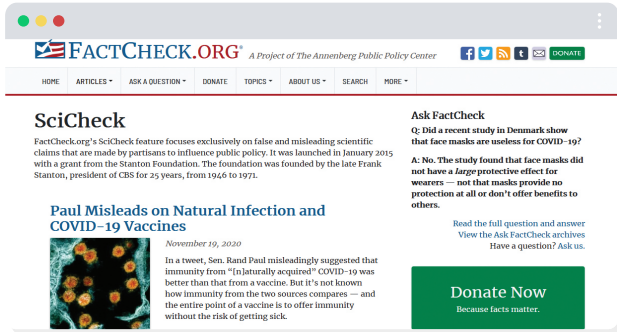 FACTCHECK.ORG® A Project of The Annenberg Public Policy Center
DONATE
HOME ARTICLES ASK A QUESTION DONATE TOPICS ABOUT US SEARCH MORE
SciCheck
FactCheck.org's SciCheck feature focuses exclusively on false and misleading scientific
claims that are made by partisans to influence public policy. It was launched in January 2015
with a grant from the Stanton Foundation. The foundation was founded by the late Frank
Stanton, president of CBS for 25 years, from 1946 to 1971.
Paul Misleads on Natural Infection and
COVID-19 Vaccines
November 19, 2020
In a tweet, Sen. Rand Paul misleadingly suggested that
immunity from “[n]aturally acquired” COVID-19 was
better than that from a vaccine. But it's not known
how immunity from the two sources compares — and
the entire point of a vaccine is to offer immunity
without the risk of getting sick.
Ask FactCheck
Q: Did a recent study in Denmark show
that face masks are useless for COVID-19?
A: No. The study found that face masks did
not have a large protective effect for
wearers — not that masks provide no
protection at all or don't offer benefits to
others.
Read the full question and answer
View the Ask FactCheck archives
Have a question? Ask us.
Donate Now
Because facts matter.